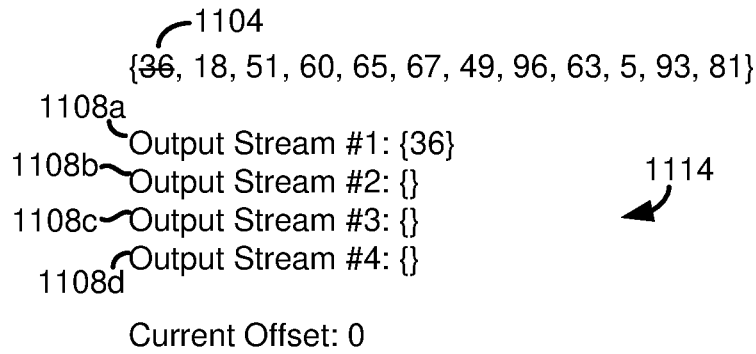 1104
{36, 18, 51, 60, 65, 67, 49, 96, 63, 5, 93, 81}
1108a
Output Stream #1: {36}
1108b
Output Stream #2: {}
1114
1108c
Output Stream #3: {}
Output Stream #4: {}
1108d
Current Offset: 0